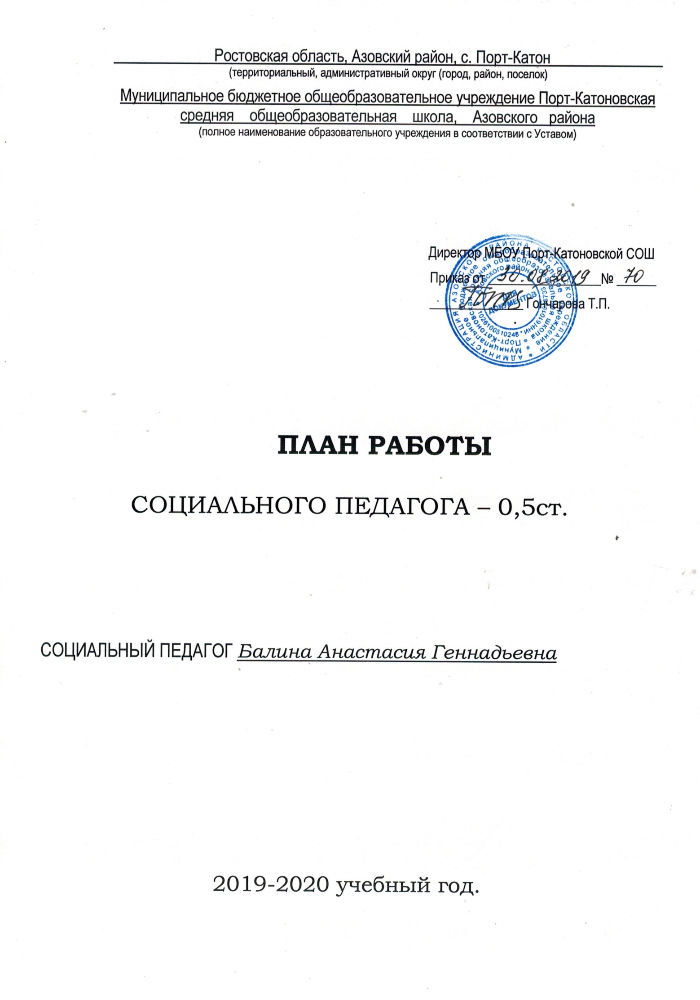 Ростовская область, Азовский район, с. Порт-Катон
(территориальный, административный округ (город, район, поселок)
Муниципальное бюджетное общеобразовательное учреждение Порт-Катоновская
средняя общеобразовательная школа, Азовского района
(полное наименование образовательного учреждения в соответствии с Уставом)
Директор МБОУ Порт-Катоновской СОШ
Приказ от 30.08.2019 № 70
Гончарова Т.П.
АДМИНИСТРАЦИЯ АЗОВСКОГО РАЙОНА РОСТОВСКОЙ ОБЛАСТИ
Муниципальное бюджетное общеобразовательное учреждение
Порт-Катоновская средняя общеобразовательная школа
Азовского района
1026100510248 * ИНН
ДЛЯ
ДОКУМЕНТОВ
ПЛАН РАБОТЫ
СОЦИАЛЬНОГО ПЕДАГОГА – 0,5ст.
СОЦИАЛЬНЫЙ ПЕДАГОГ Балина Анастасия Геннадьевна
2019-2020 учебный год.